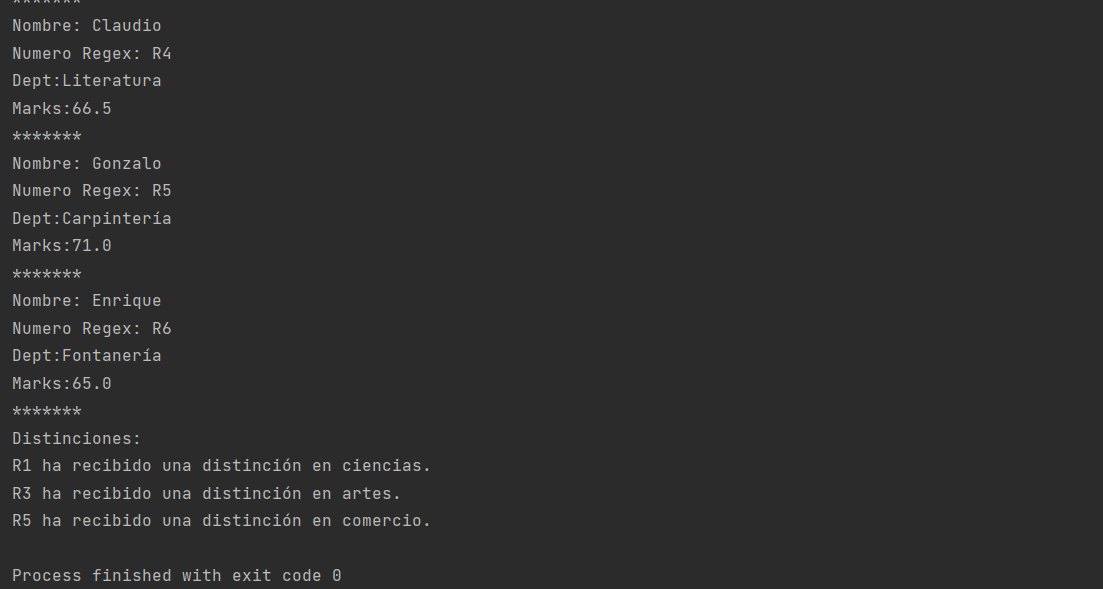 *******
Nombre: Claudio
Numero Regex: R4
Dept:Literatura
Marks:66.5
*******
Nombre: Gonzalo
Numero Regex: R5
Dept:Carpintería
Marks:71.0
*******
Nombre: Enrique
Numero Regex: R6
Dept:Fontanería
Marks:65.0
*******
Distinciones:
R1 ha recibido una distinción en ciencias.
R3 ha recibido una distinción en artes.
R5 ha recibido una distinción en comercio.
Process finished with exit code 0